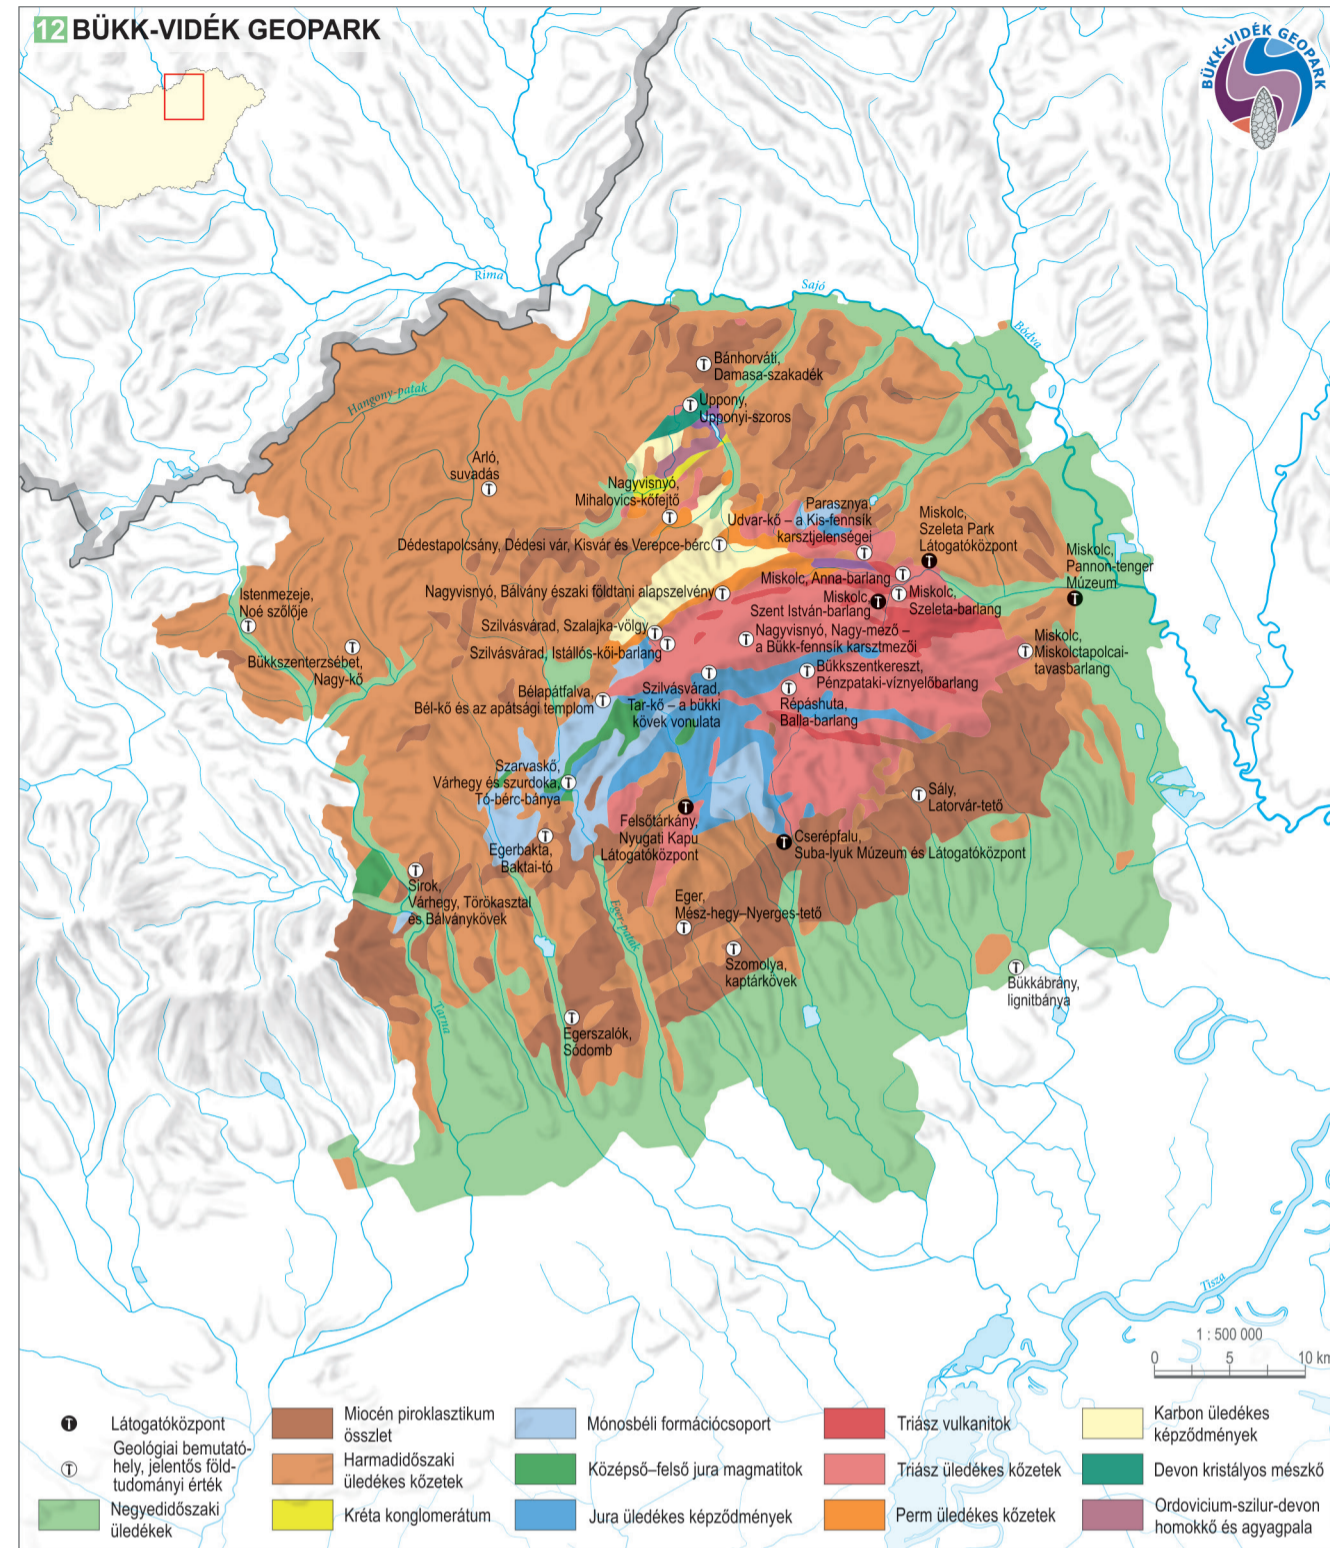 12 BÜKK-VIDÉK GEOPARK
BÜKK-VIDÉK GEOPARK
Rima
Sajó
Bódva
Hangony-patak
Bánhorváti,
Damasa-szakadék
Uppony,
Upponyi-szoros
Arló,
suvadás
Nagyvisnyó,
Mihalovics-kőfejtő
Parasznya,
Udvar-kő – a Kis-fennsík
karsztjelenségei
Miskolc,
Szeleta Park
Látogatóközpont
Dédestapolcsány, Dédesi vár, Kisvár és Verepce-bérc
Miskolc,
Pannon-tenger
Múzeum
Miskolc, Anna-barlang
Nagyvisnyó, Bálvány északi földtani alapszelvény
Miskolc,
Szent István-barlang
Miskolc,
Szeleta-barlang
Istenmezeje,
Noé szőlője
Szilvásvárad, Szalajka-völgy
Nagyvisnyó, Nagy-mező –
a Bükk-fennsík karsztmezői
Miskolc,
Miskolctapolcai-
tavasbarlang
Bükkszenterzsébet,
Nagy-kő
Szilvásvárad, Istállós-kői-barlang
Bükkszentkereszt,
Pénzpataki-víznyelőbarlang
Bélapátfalva,
Bél-kő és az apátsági templom
Szilvásvárad,
Tar-kő – a bükki
kövek vonulata
Répáshuta,
Balla-barlang
Szarvaskő,
Várhegy és szurdoka,
Tó-bérc-bánya
Sály,
Latorvár-tető
Felsőtárkány,
Nyugati Kapu
Látogatóközpont
Cserépfalu,
Suba-lyuk Múzeum és Látogatóközpont
Egerbakta,
Baktai-tó
Sirok,
Várhegy, Törökasztal
és Bálványkövek
Eger,
Mész-hegy–Nyerges-tető
Eger-patak
Szomolya,
kaptárkövek
Bükkábrány,
lignitbánya
Tarna
Egerszalók,
Sódomb
Tisza
1 : 500 000
0 5 10 km
Látogatóközpont
Geológiai bemutató-
hely, jelentős föld-
tudományi érték
Negyedidőszaki
üledékek
Miocén piroklasztikum
összlet
Harmadidőszaki
üledékes kőzetek
Kréta konglomerátum
Mónosbéli formációcsoport
Középső–felső jura magmatitok
Jura üledékes képződmények
Triász vulkanitok
Triász üledékes kőzetek
Perm üledékes kőzetek
Karbon üledékes
képződmények
Devon kristályos mészkő
Ordovicium-szilur-devon
homokkő és agyagpala